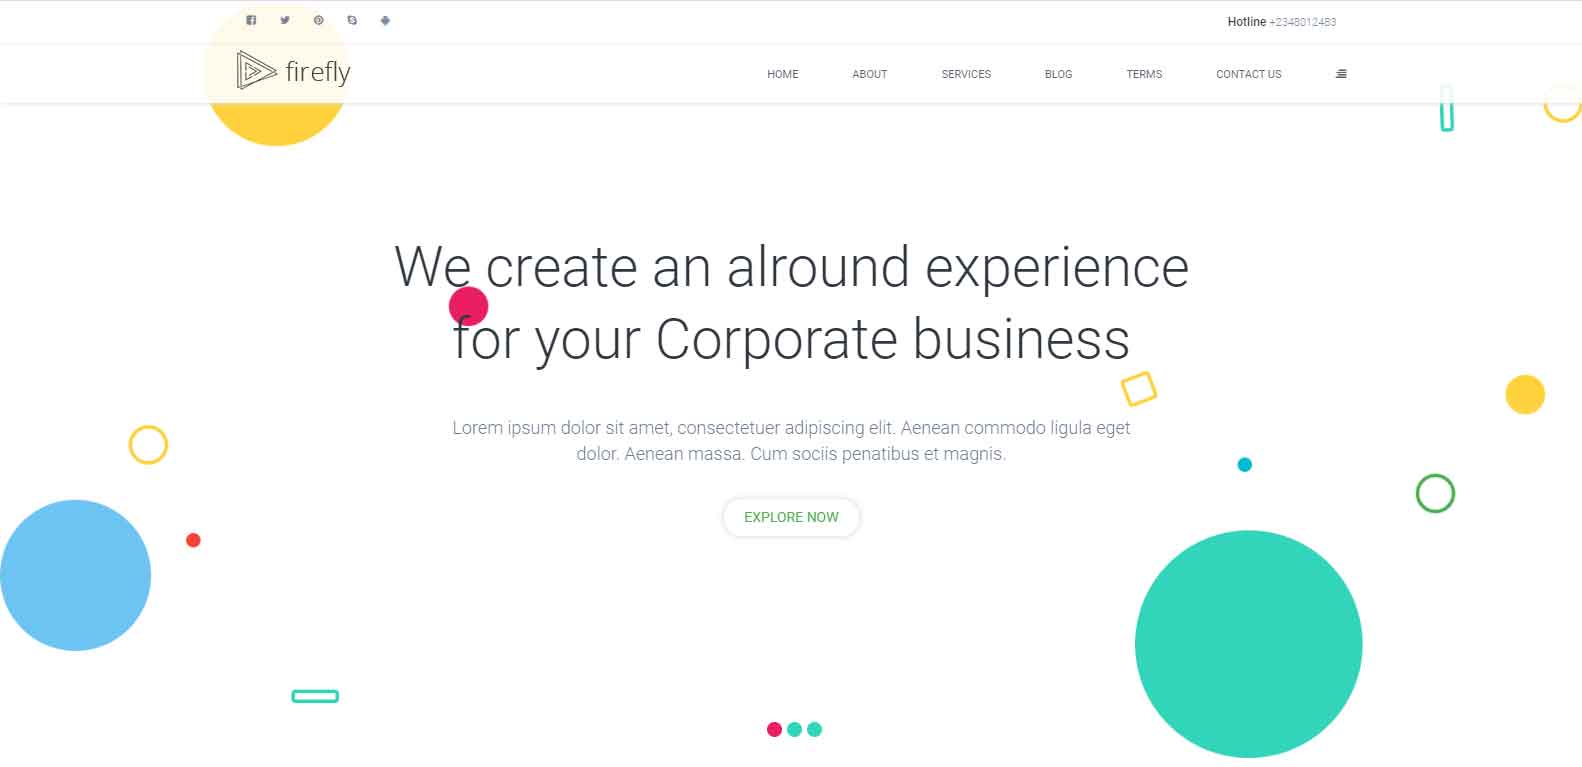 Hotline +2348012483
firefly
HOME ABOUT SERVICES BLOG TERMS CONTACT US
We create an alround experience
for your Corporate business
Lorem ipsum dolor sit amet, consectetuer adipiscing elit. Aenean commodo ligula eget
dolor. Aenean massa. Cum sociis penatibus et magnis.
EXPLORE NOW